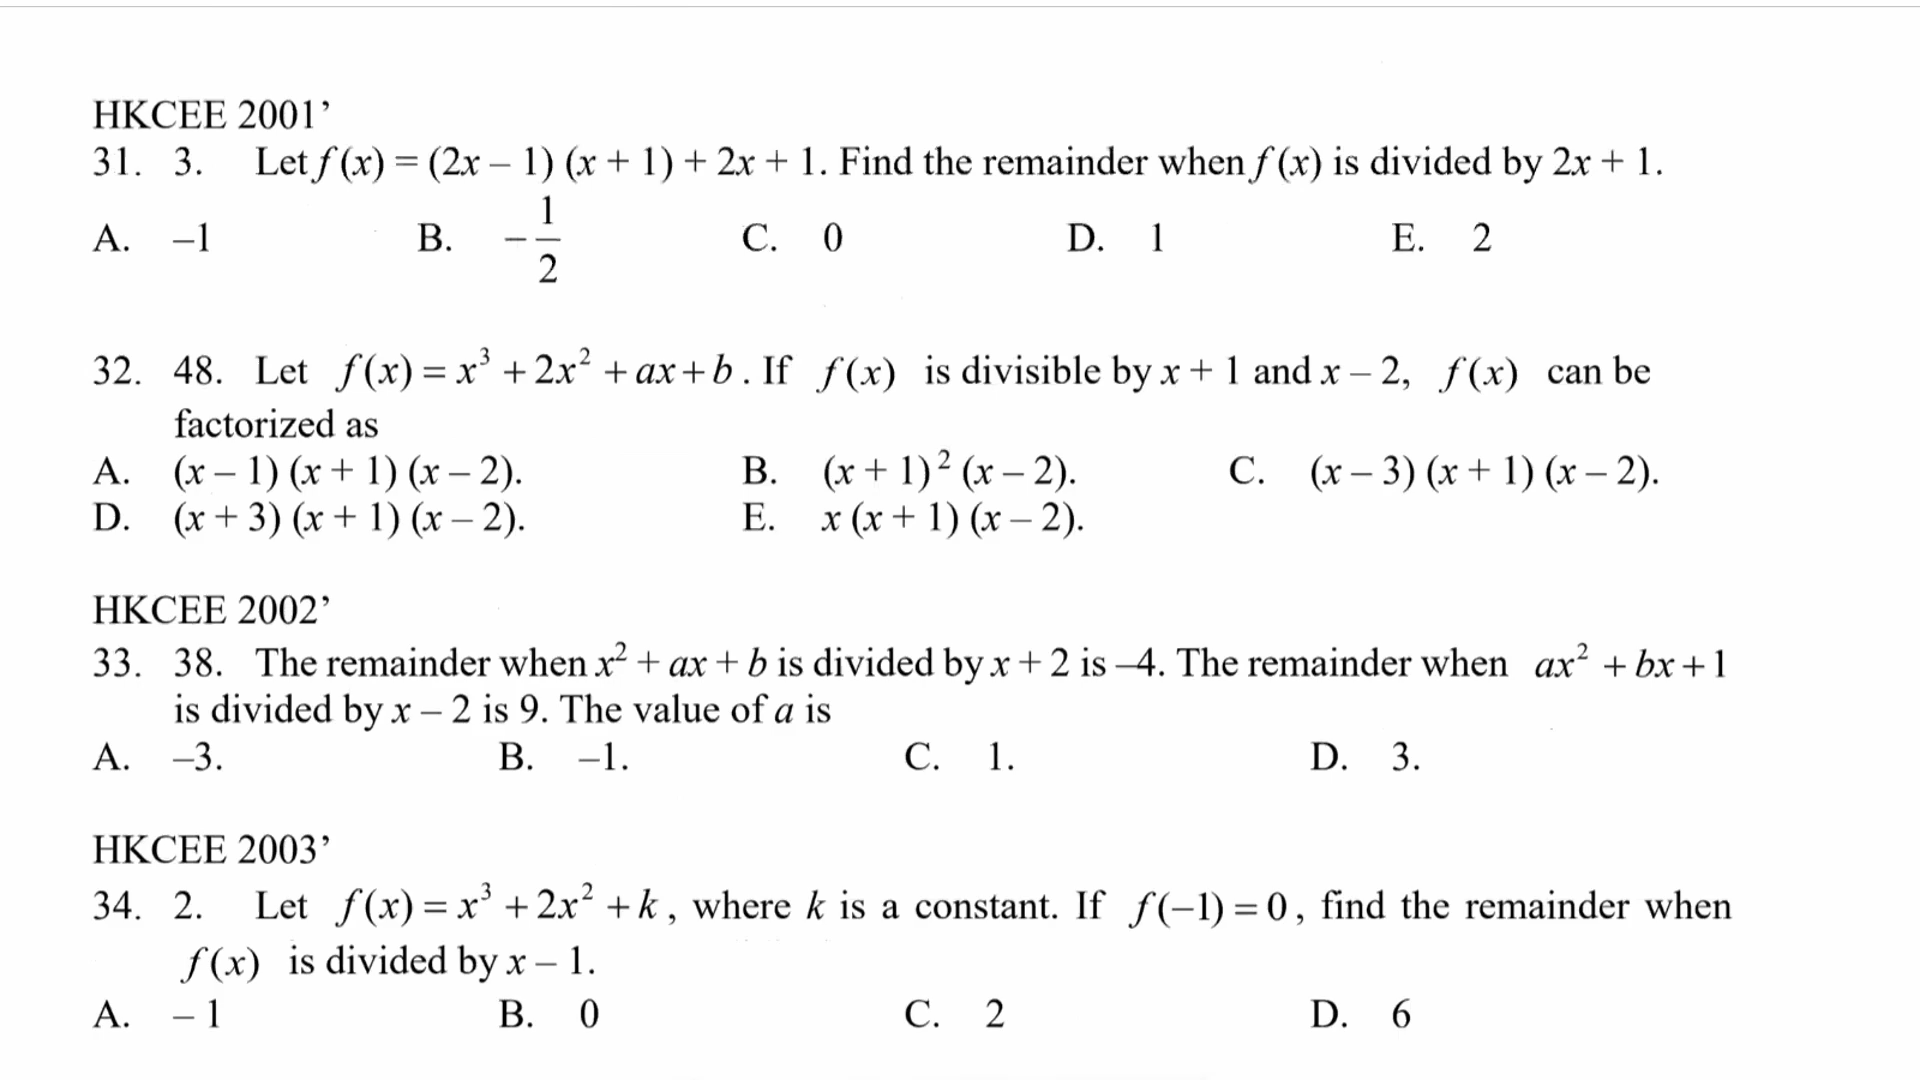 HKCEE 2001’
31. 3. Let f (x) = (2x – 1) (x + 1) + 2x + 1. Find the remainder when f (x) is divided by 2x + 1.
A. –1 B. –1/2 C. 0 D. 1 E. 2
32. 48. Let f(x) = x³ + 2x² + ax + b . If f(x) is divisible by x + 1 and x – 2, f(x) can be
factorized as
A. (x – 1) (x + 1) (x – 2). B. (x + 1)² (x – 2). C. (x – 3) (x + 1) (x – 2).
D. (x + 3) (x + 1) (x – 2). E. x (x + 1) (x – 2).
HKCEE 2002’
33. 38. The remainder when x² + ax + b is divided by x + 2 is –4. The remainder when ax² + bx + 1
is divided by x – 2 is 9. The value of a is
A. –3. B. –1. C. 1. D. 3.
HKCEE 2003’
34. 2. Let f(x) = x³ + 2x² + k , where k is a constant. If f(−1) = 0 , find the remainder when
f(x) is divided by x – 1.
A. – 1 B. 0 C. 2 D. 6